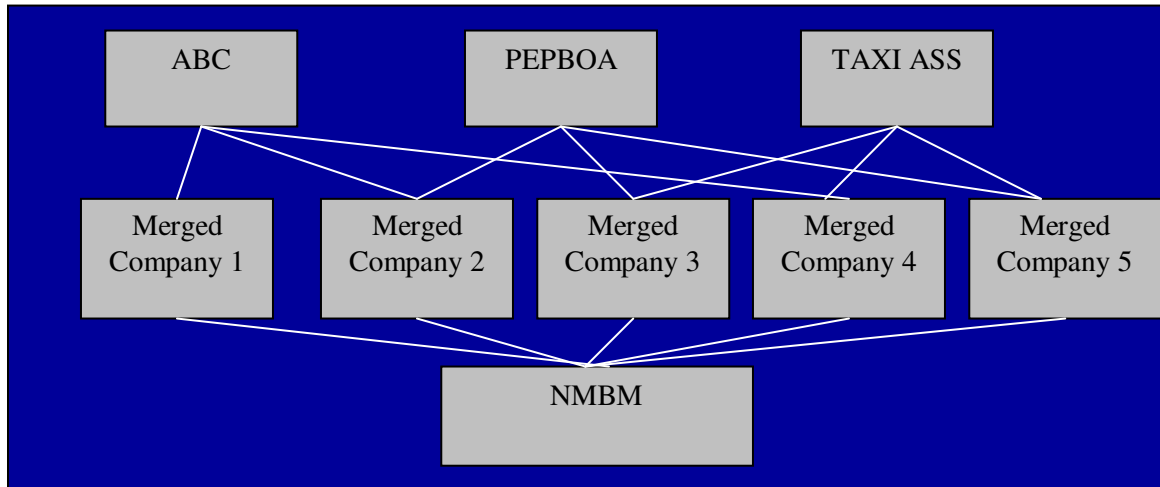 ABC
PEPBOA
TAXI ASS
Merged
Company 1
Merged
Company 2
Merged
Company 3
Merged
Company 4
Merged
Company 5
NMBM